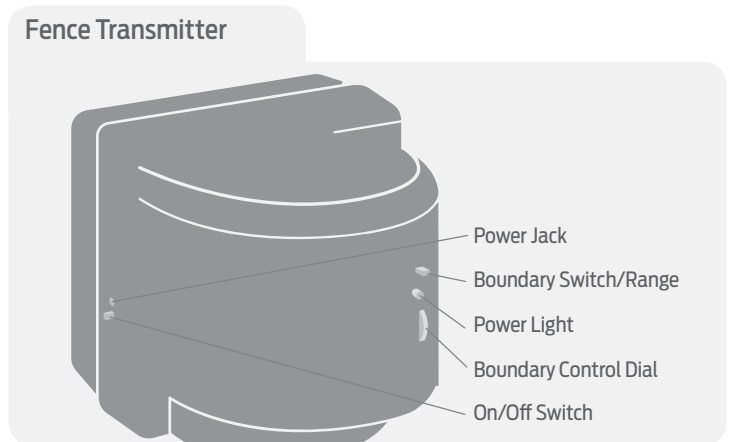 Fence Transmitter
Power Jack
Boundary Switch/Range
Power Light
Boundary Control Dial
On/Off Switch